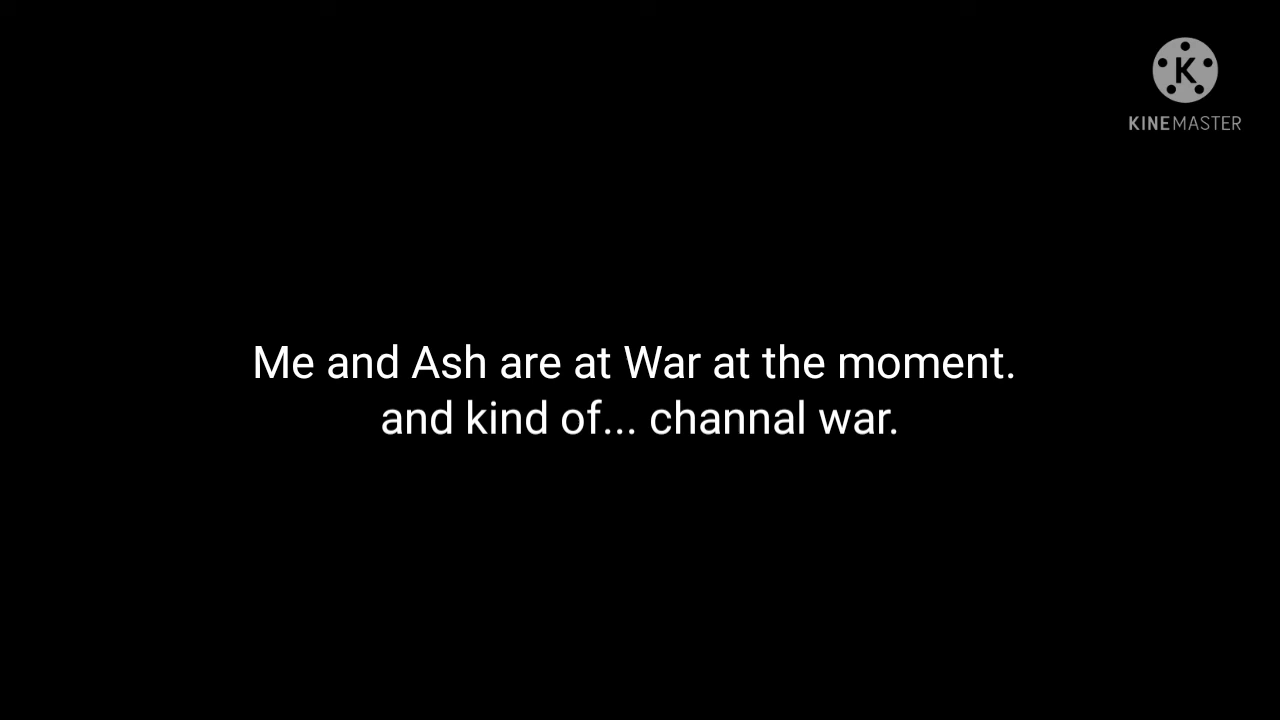 K
KINEMASTER
Me and Ash are at War at the moment.
and kind of... channal war.